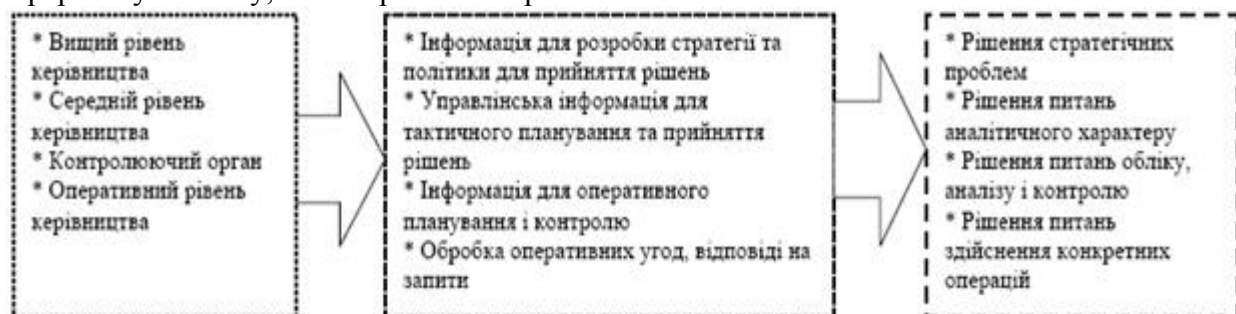 * Вищий рівень
керівництва
* Середній рівень
керівництва
* Контролюючий орган
* Оперативний рівень
керівництва
* Інформація для розробки стратегії та
політики для прийняття рішень
* Управлінська інформація для
тактичного планування та прийняття
рішень
* Інформація для оперативного
планування і контролю
* Обробка оперативних угод, відповіді на
запити
* Рішення стратегічних
проблем
* Рішення питань
аналітичного характеру
* Рішення питань обліку,
аналізу і контролю
* Рішення питань
здійснення конкретних
операцій